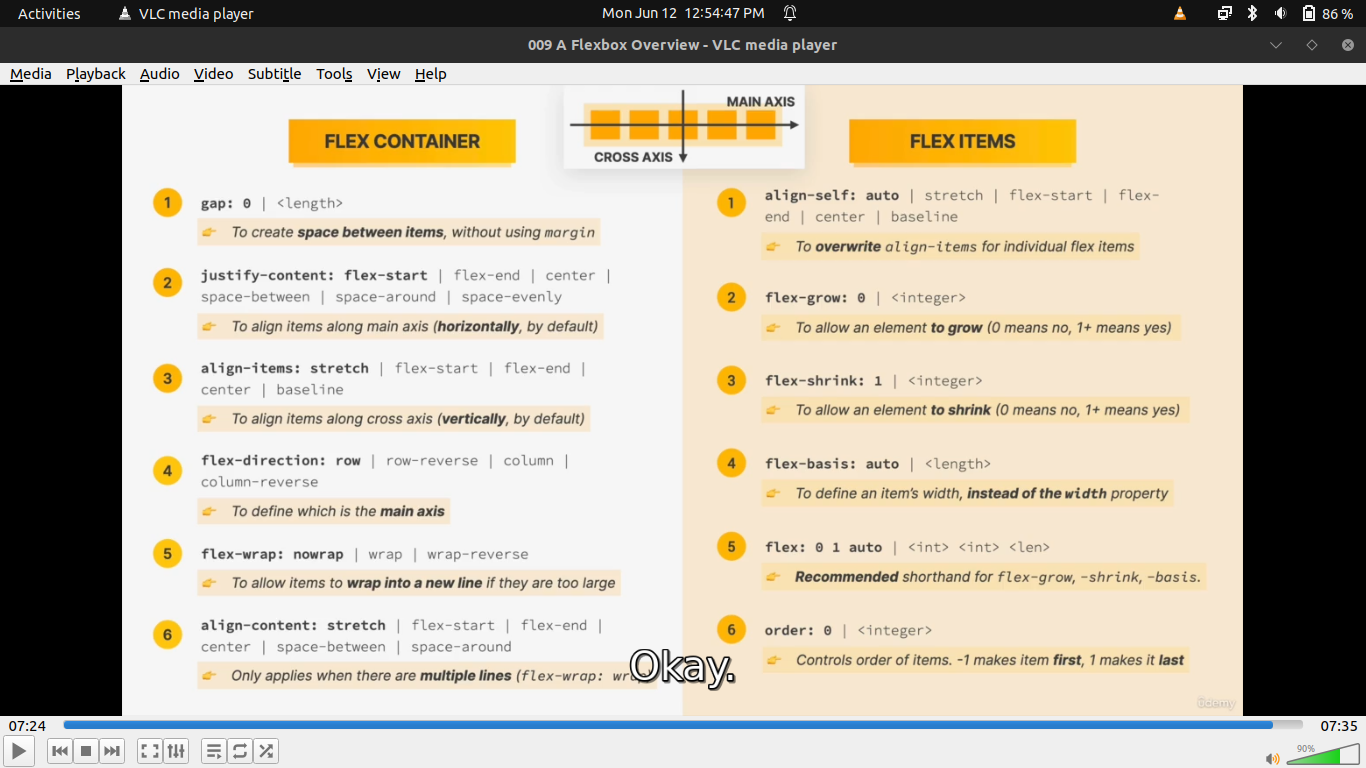 Activities
VLC media player
Mon Jun 12 12:54:47 PM
86 %
009 A Flexbox Overview - VLC media player
Media Playback Audio Video Subtitle Tools View Help
MAIN AXIS
CROSS AXIS
FLEX CONTAINER
1
gap: 0 | <length>
To create space between items, without using margin
2
justify-content: flex-start | flex-end | center |
space-between | space-around | space-evenly
To align items along main axis (horizontally, by default)
3
align-items: stretch | flex-start | flex-end |
center | baseline
To align items along cross axis (vertically, by default)
4
flex-direction: row | row-reverse | column |
column-reverse
To define which is the main axis
5
flex-wrap: nowrap | wrap | wrap-reverse
To allow items to wrap into a new line if they are too large
6
align-content: stretch | flex-start | flex-end |
center | space-between | space-around
Only applies when there are multiple lines (flex-wrap:
FLEX ITEMS
1
align-self: auto | stretch | flex-start | flex-
end | center | baseline
To overwrite align-items for individual flex items
2
flex-grow: 0 | <integer>
To allow an element to grow (0 means no, 1+ means yes)
3
flex-shrink: 1 | <integer>
To allow an element to shrink (0 means no, 1+ means yes)
4
flex-basis: auto | <length>
To define an item's width, instead of the width property
5
flex: 0 1 auto | <int> <int> <len>
Recommended shorthand for flex-grow, -shrink, -basis.
6
order: 0 | <integer>
Controls order of items. -1 makes item first, 1 makes it last
Okay.
ûdemy
07:24
07:35
90%